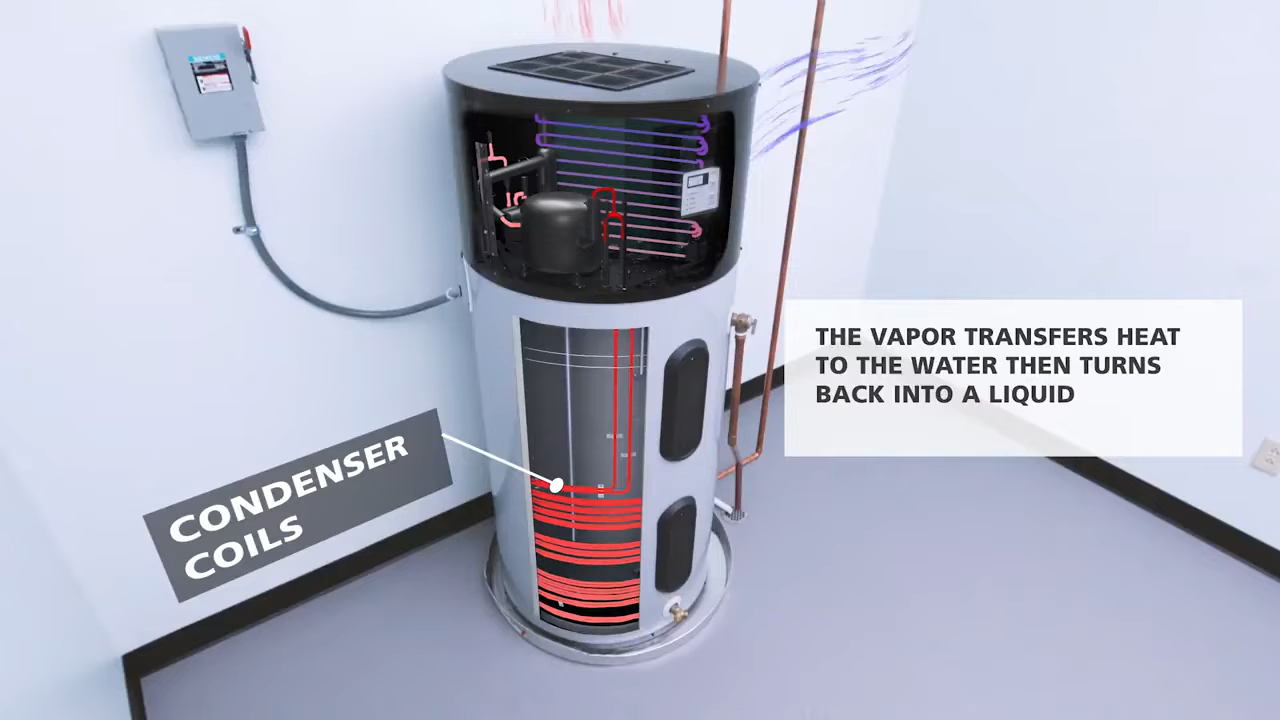 THE VAPOR TRANSFERS HEAT
TO THE WATER THEN TURNS
BACK INTO A LIQUID
CONDENSER
COILS